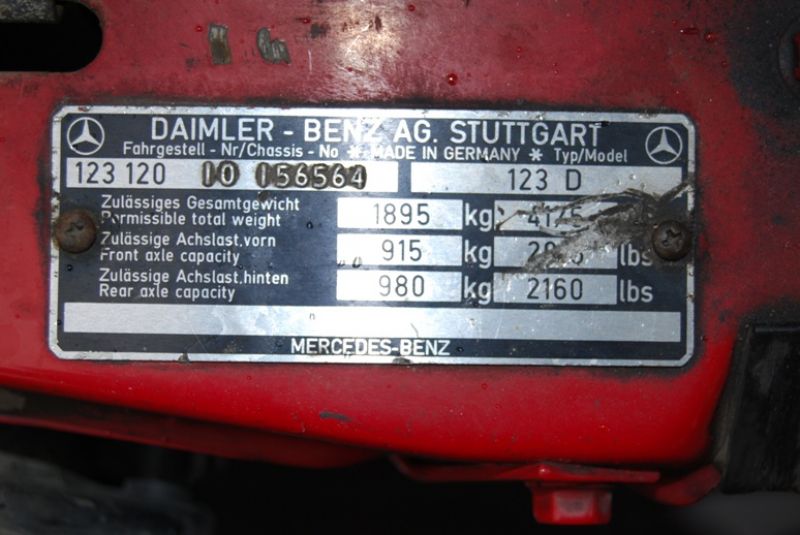 DAIMLER - BENZ AG. STUTTGART
Fahrgestell - Nr/Chassis - No * MADE IN GERMANY * Typ/Model
123 120 10 156564 123 D
Zulässiges Gesamtgewicht
Permissible total weight
1895 kg
Zulässige Achslast.vorn
Front axle capacity
915 kg lbs
Zulässige Achslast.hinten
Rear axle capacity
980 kg 2160 lbs
MERCEDES-BENZ